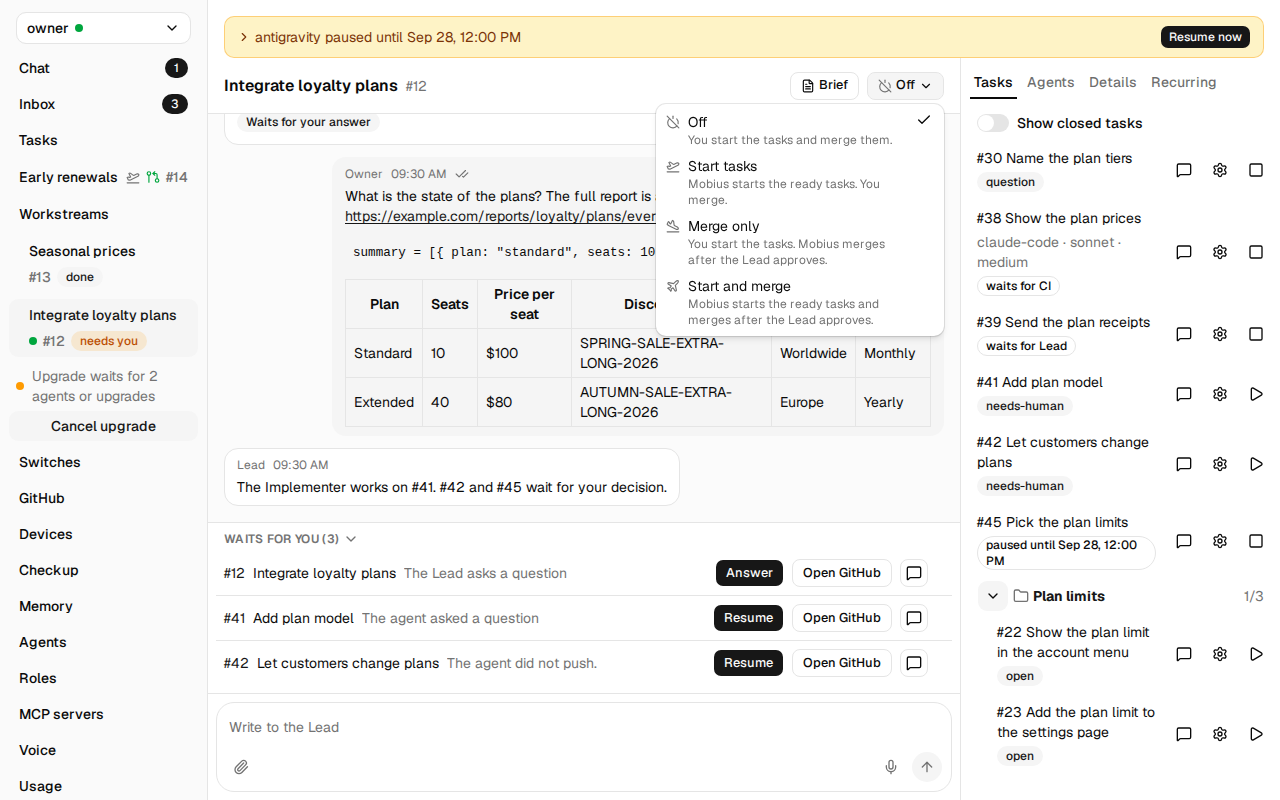 owner
Chat 1
Inbox 3
Tasks
Early renewals #14
Workstreams
Seasonal prices
#13 done
Integrate loyalty plans
#12 needs you
Upgrade waits for 2
agents or upgrades
Cancel upgrade
Switches
GitHub
Devices
Checkup
Memory
Agents
Roles
MCP servers
Voice
Usage
antigravity paused until Sep 28, 12:00 PM
Resume now
Integrate loyalty plans #12
Brief
Off
Waits for your answer
Off
You start the tasks and merge them.
Start tasks
Mobius starts the ready tasks. You
merge.
Merge only
You start the tasks. Mobius merges
after the Lead approves.
Start and merge
Mobius starts the ready tasks and
merges after the Lead approves.
Owner 09:30 AM
What is the state of the plans? The full report is
https://example.com/reports/loyalty/plans/
summary = [{ plan: "standard", seats: 10
Plan Seats Price per
seat
Standard 10 $100 SPRING-SALE-EXTRA-
LONG-2026 Worldwide Monthly
Extended 40 $80 AUTUMN-SALE-EXTRA-
LONG-2026 Europe Yearly
Lead 09:30 AM
The Implementer works on #41. #42 and #45 wait for your decision.
WAITS FOR YOU (3)
#12 Integrate loyalty plans The Lead asks a question Answer Open GitHub
#41 Add plan model The agent asked a question Resume Open GitHub
#42 Let customers change plans The agent did not push. Resume Open GitHub
Write to the Lead
Tasks Agents Details Recurring
Show closed tasks
#30 Name the plan tiers
question
#38 Show the plan prices
claude-code · sonnet ·
medium
waits for CI
#39 Send the plan receipts
waits for Lead
#41 Add plan model
needs-human
#42 Let customers change
plans
needs-human
#45 Pick the plan limits
paused until Sep 28, 12:00
PM
Plan limits 1/3
#22 Show the plan limit
in the account menu
open
#23 Add the plan limit to
the settings page
open